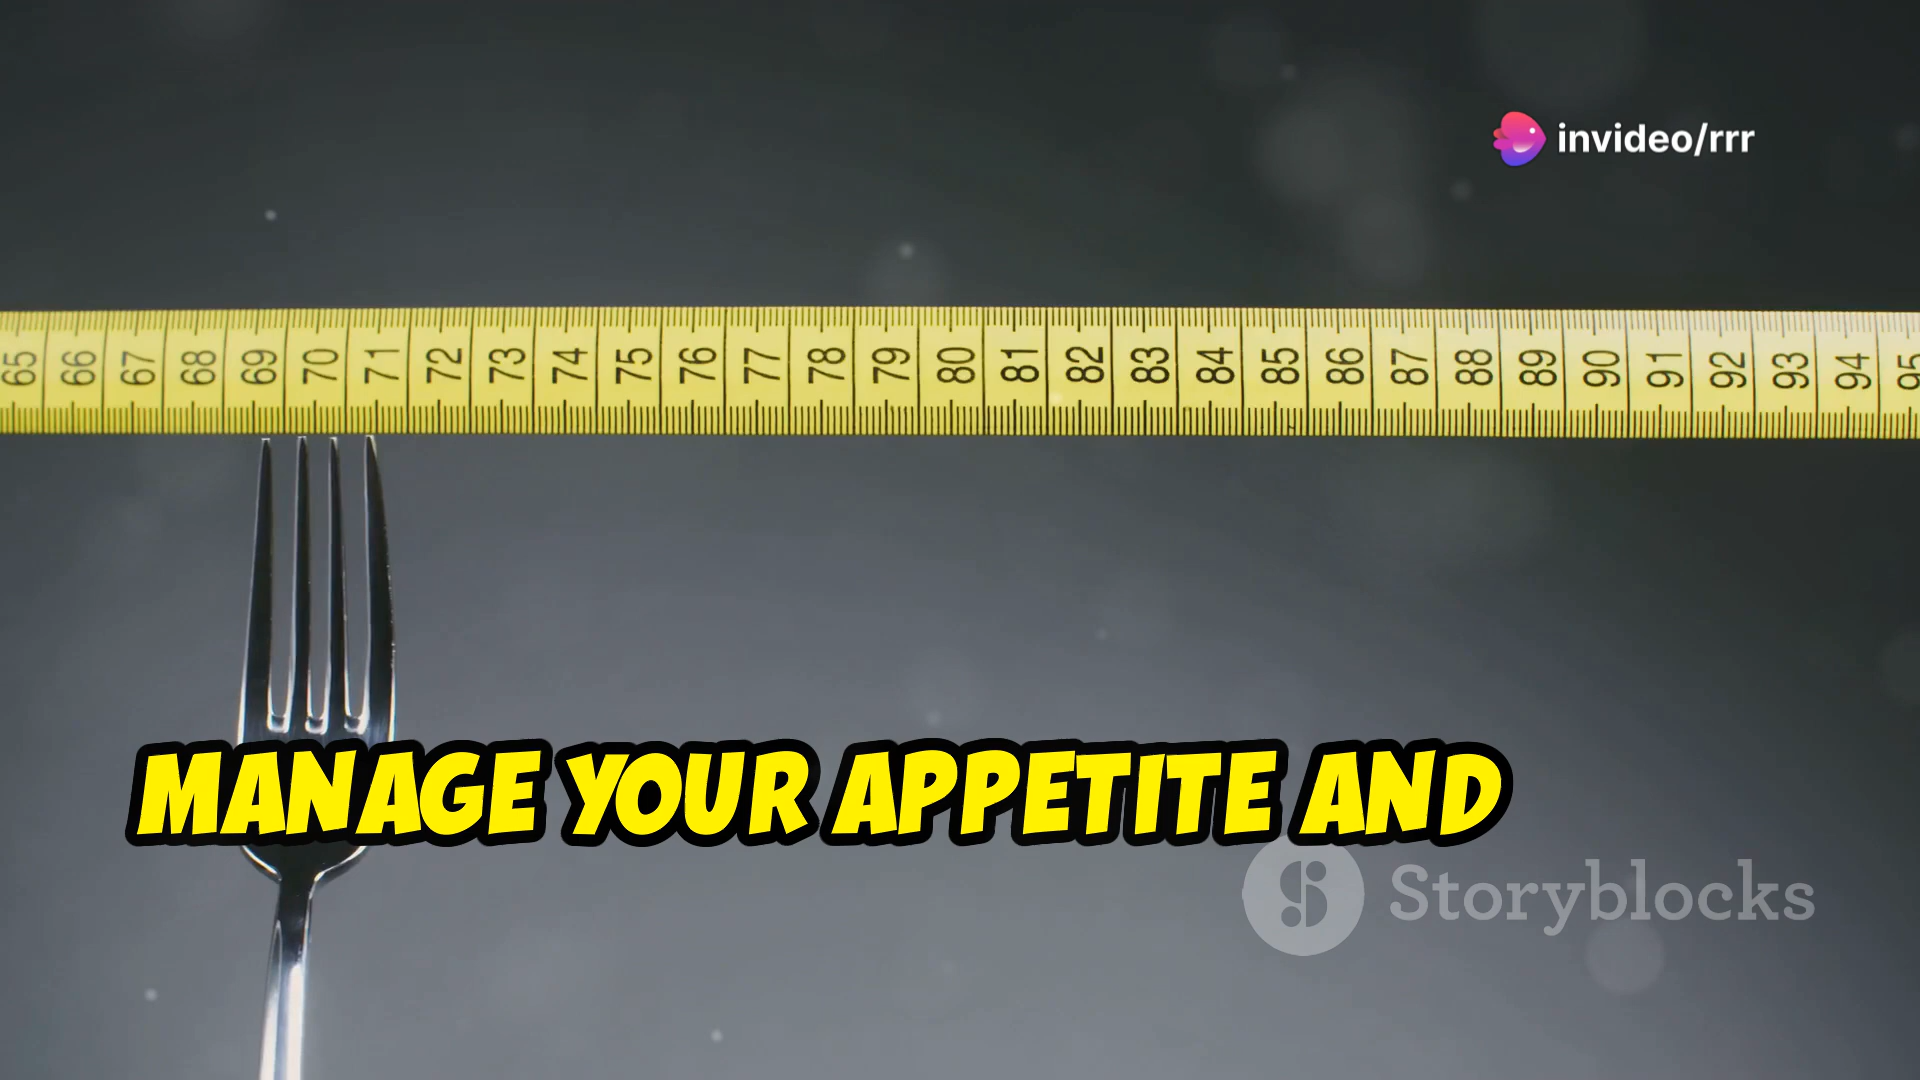 invideo/rrr
65 66 67 68 69 70 71 72 73 74 75 76 77 78 79 80 81 82 83 84 85 86 87 88 89 90 91 92 93 94 95
MANAGE YOUR APPETITE AND
Storyblocks